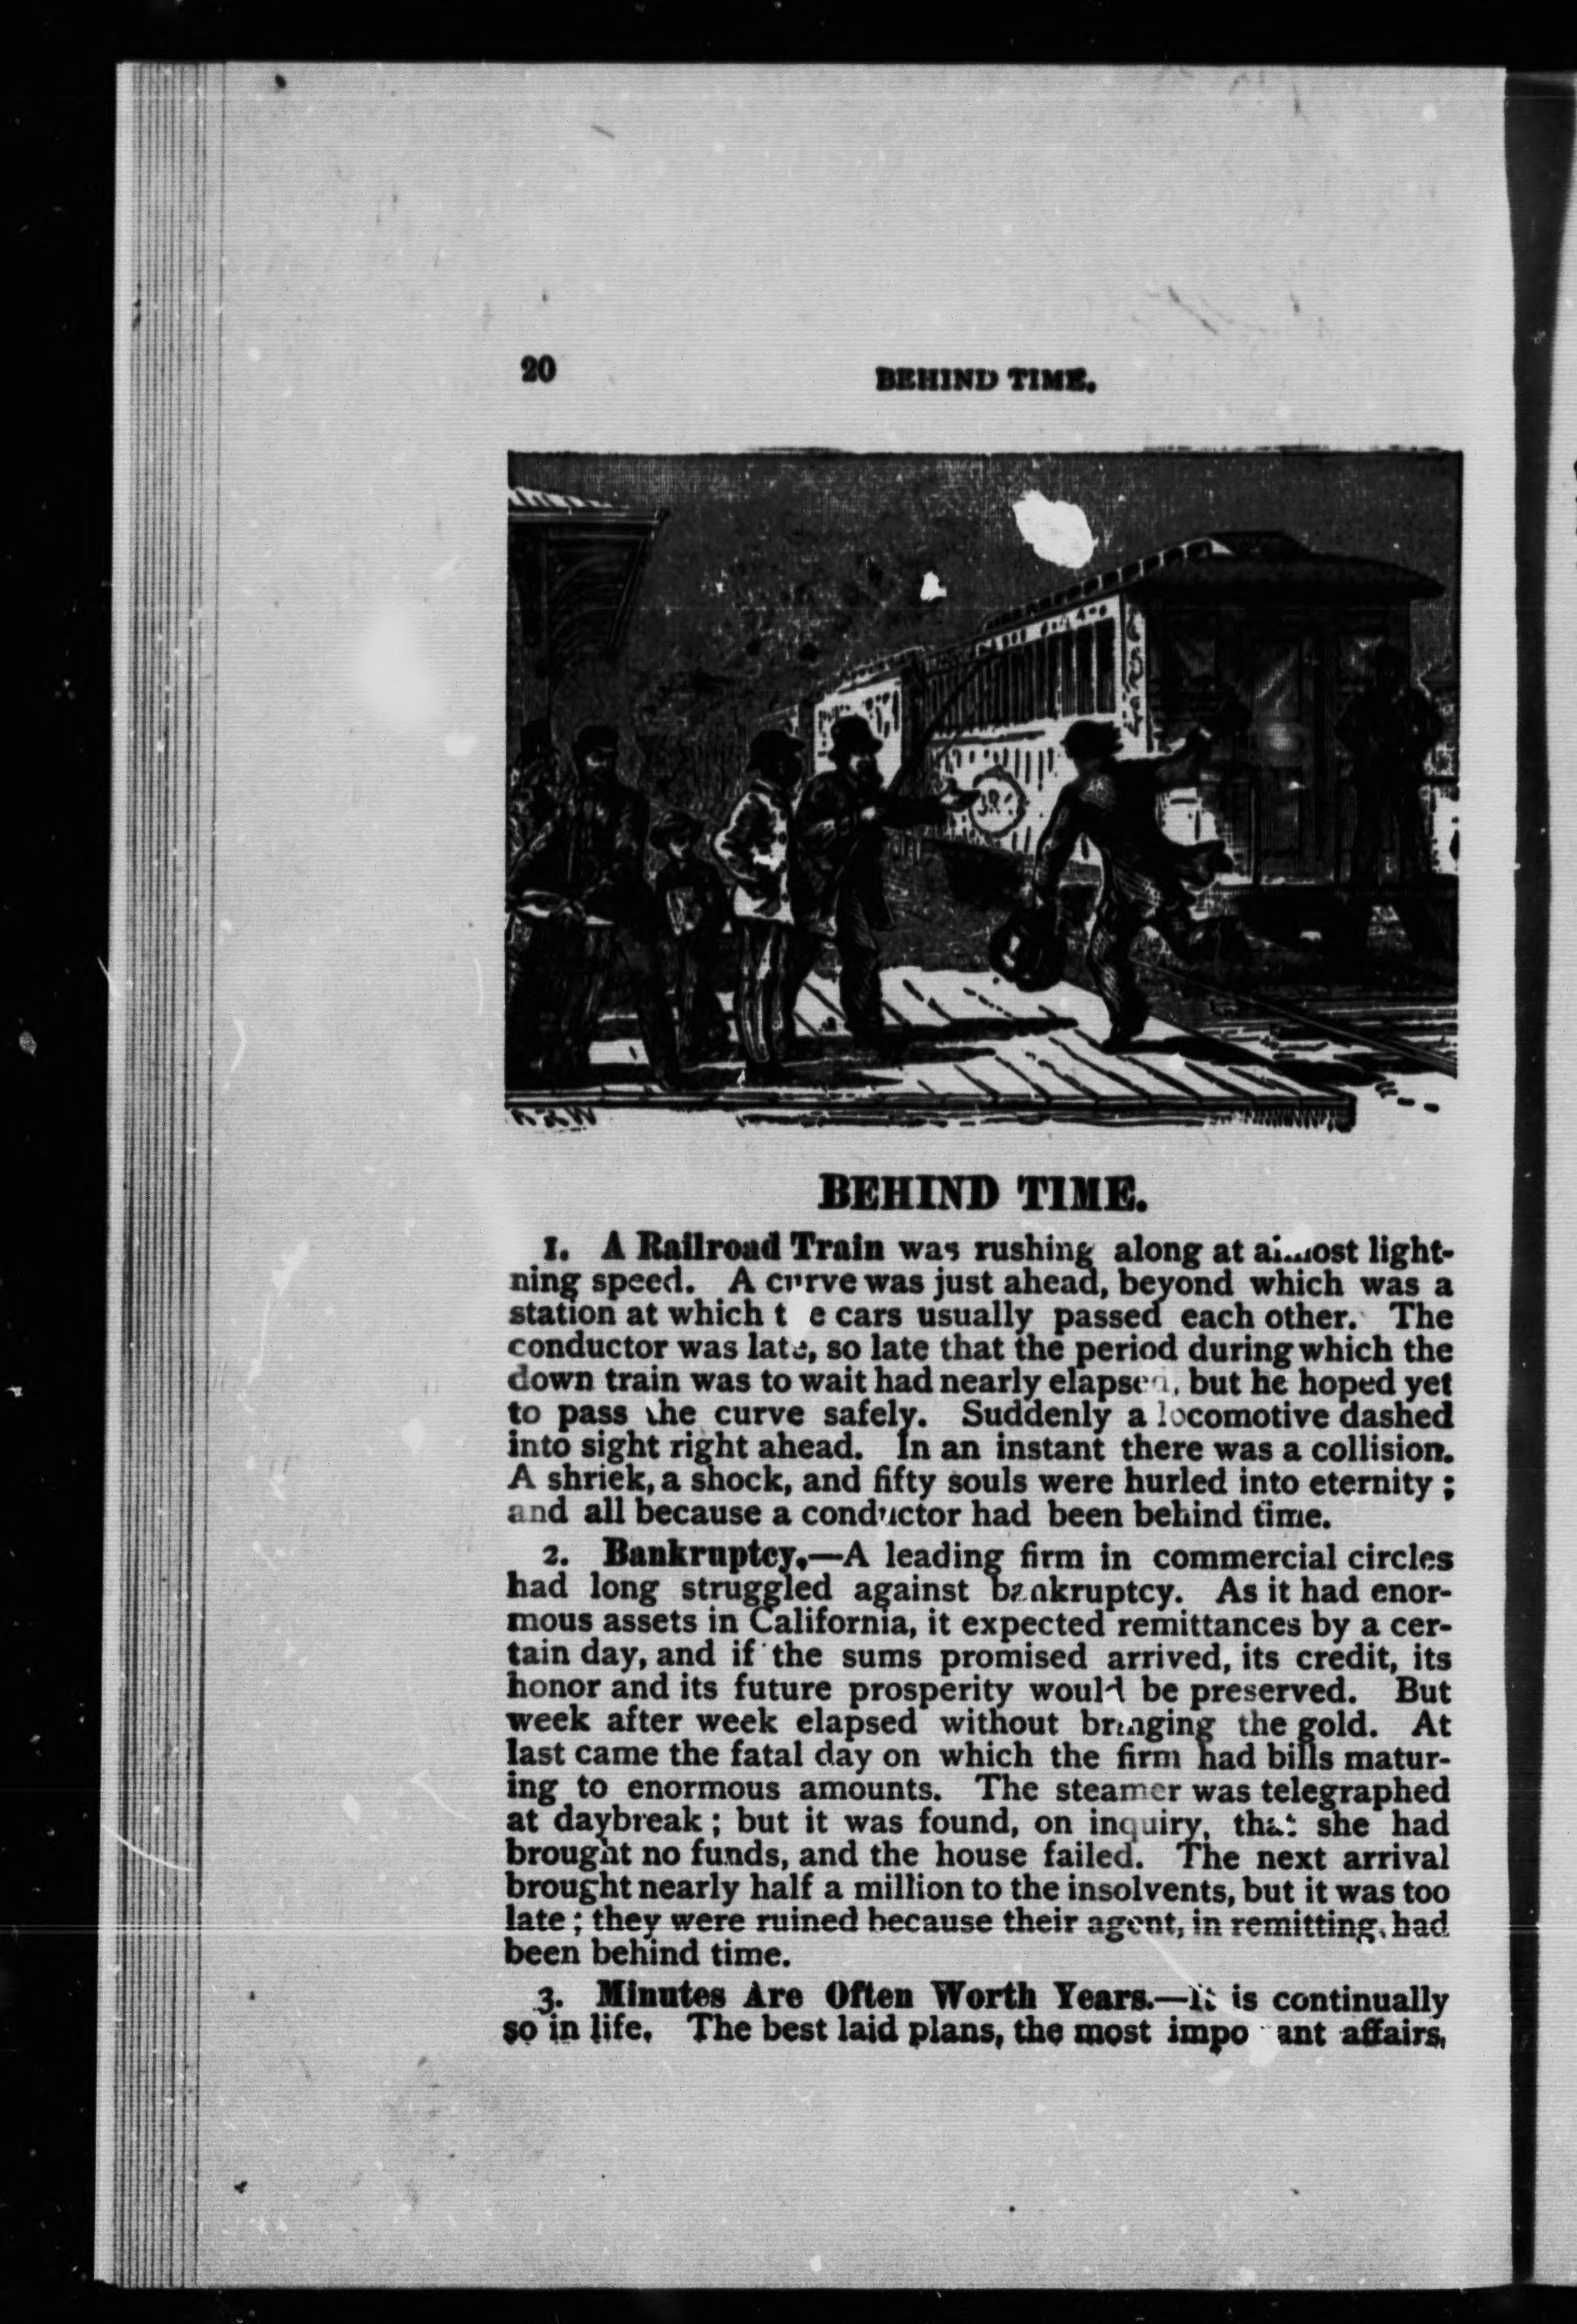 20
BEHIND TIME.
BEHIND TIME.
1. A Railroad Train was rushing along at almost light-
ning speed. A curve was just ahead, beyond which was a
station at which t e cars usually passed each other. The
conductor was late, so late that the period during which the
down train was to wait had nearly elapsed, but he hoped yet
to pass the curve safely. Suddenly a locomotive dashed
into sight right ahead. In an instant there was a collision.
A shriek, a shock, and fifty souls were hurled into eternity ;
and all because a conductor had been behind time.
2. Bankruptcy.—A leading firm in commercial circles
had long struggled against bankruptcy. As it had enor-
mous assets in California, it expected remittances by a cer-
tain day, and if the sums promised arrived, its credit, its
honor and its future prosperity would be preserved. But
week after week elapsed without bringing the gold. At
last came the fatal day on which the firm had bills matur-
ing to enormous amounts. The steamer was telegraphed
at daybreak ; but it was found, on inquiry, that she had
brought no funds, and the house failed. The next arrival
brought nearly half a million to the insolvents, but it was too
late ; they were ruined because their agent, in remitting, had
been behind time.
3. Minutes Are Often Worth Years.—It is continually
so in life. The best laid plans, the most impo ant affairs,